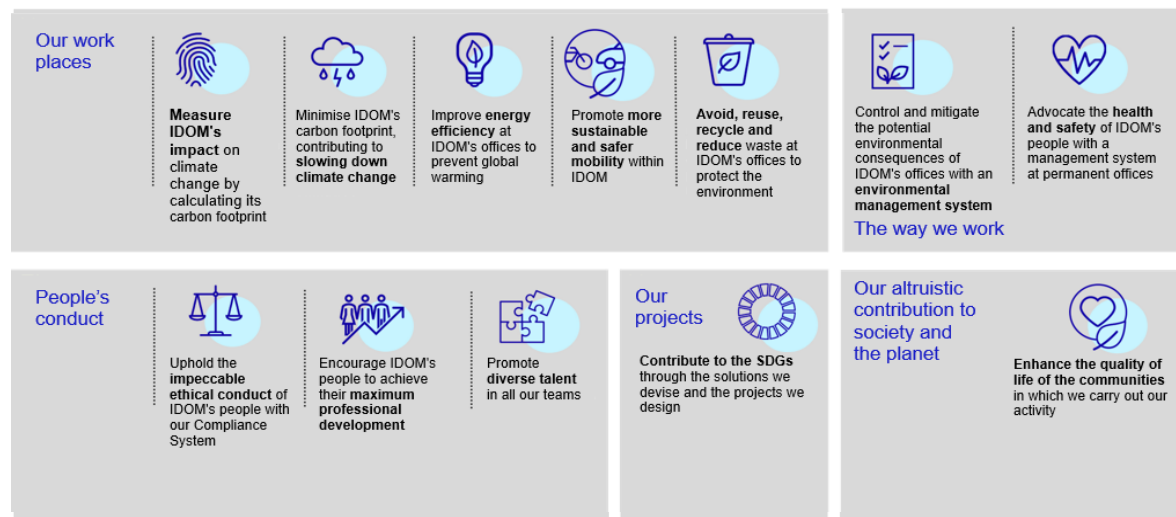 Our work
places
Measure
IDOM's
impact on
climate
change by
calculating its
carbon footprint
Minimise IDOM's
carbon footprint,
contributing to
slowing down
climate change
Improve energy
efficiency at
IDOM's offices to
prevent global
warming
Promote more
sustainable
and safer
mobility within
IDOM
Avoid, reuse,
recycle and
reduce waste at
IDOM's offices to
protect the
environment
Control and mitigate
the potential
environmental
consequences of
IDOM's offices with an
environmental
management system
Advocate the health
and safety of IDOM's
people with a
management system
at permanent offices
The way we work
People's
conduct
Uphold the
impeccable
ethical conduct of
IDOM's people with
our Compliance
System
Encourage IDOM's
people to achieve
their maximum
professional
development
Promote
diverse talent
in all our teams
Our
projects
Contribute to the SDGs
through the solutions we
devise and the projects we
design
Our altruistic
contribution to
society and
the planet
Enhance the quality of
life of the communities
in which we carry out our
activity